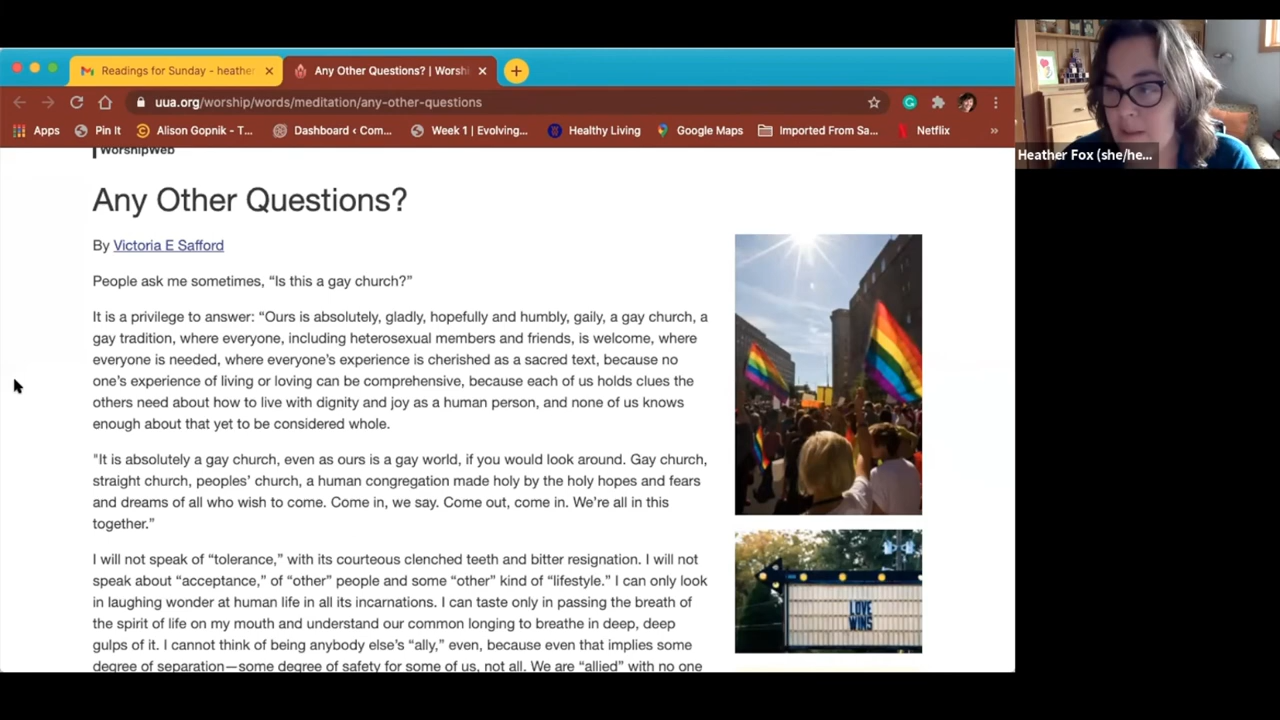 Readings for Sunday - heather
Any Other Questions? | Worshi
uua.org/worship/words/meditation/any-other-questions
Apps
Pin It
Alison Gopnik - T...
Dashboard ‹ Com...
Week 1 | Evolving...
Healthy Living
Google Maps
Imported From Sa...
Netflix
»
WorshipWeb
Any Other Questions?
By Victoria E Safford
People ask me sometimes, “Is this a gay church?”
It is a privilege to answer: “Ours is absolutely, gladly, hopefully and humbly, gaily, a gay church, a
gay tradition, where everyone, including heterosexual members and friends, is welcome, where
everyone is needed, where everyone’s experience is cherished as a sacred text, because no
one’s experience of living or loving can be comprehensive, because each of us holds clues the
others need about how to live with dignity and joy as a human person, and none of us knows
enough about that yet to be considered whole.
"It is absolutely a gay church, even as ours is a gay world, if you would look around. Gay church,
straight church, peoples’ church, a human congregation made holy by the holy hopes and fears
and dreams of all who wish to come. Come in, we say. Come out, come in. We’re all in this
together.”
I will not speak of “tolerance,” with its courteous clenched teeth and bitter resignation. I will not
speak about “acceptance,” of “other” people and some “other” kind of “lifestyle.” I can only look
in laughing wonder at human life in all its incarnations. I can taste only in passing the breath of
the spirit of life on my mouth and understand our common longing to breathe in deep, deep
gulps of it. I cannot think of being anybody else’s “ally,” even, because even that implies some
degree of separation—some degree of safety for some of us, not all. We are “allied” with no one
LOVE
WINS
Heather Fox (she/he...